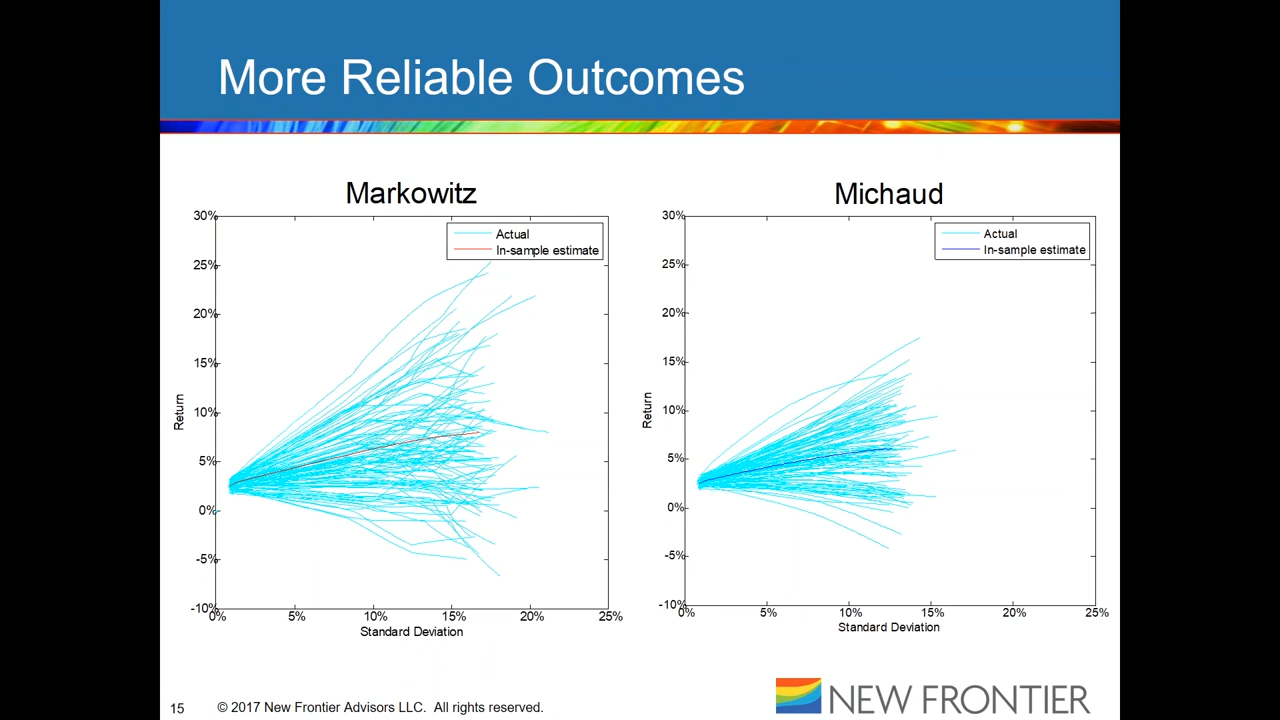 More Reliable Outcomes
Markowitz
30%
25%
20%
15%
10%
5%
0%
-5%
-10%
Return
Actual
In-sample estimate
0%
5%
10%
15%
20%
25%
Standard Deviation
Michaud
30%
25%
20%
15%
10%
5%
0%
-5%
-10%
Return
Actual
In-sample estimate
0%
5%
10%
15%
20%
25%
Standard Deviation
15
© 2017 New Frontier Advisors LLC. All rights reserved.
NEW FRONTIER